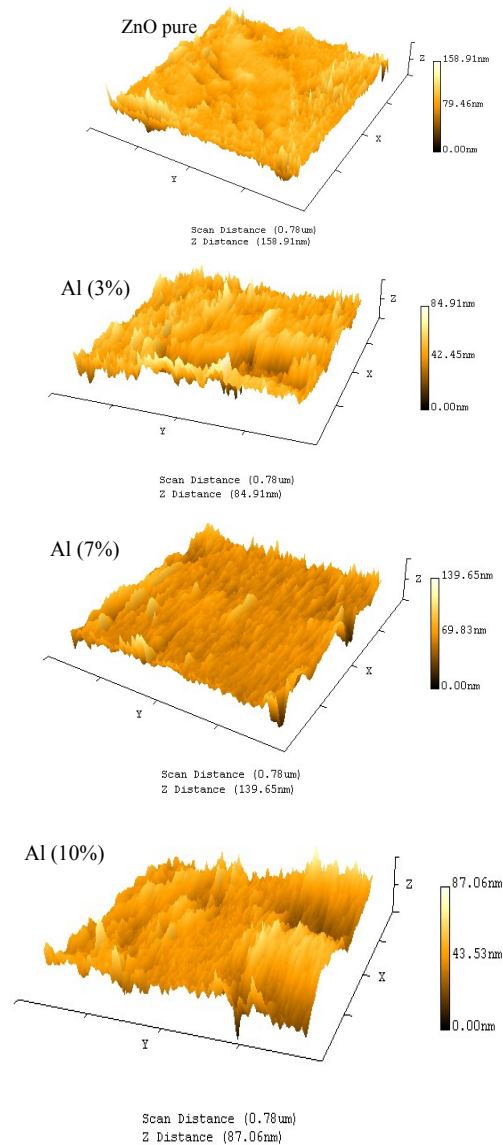 ZnO pure
Z
158.91nm
79.46nm
0.00nm
X
Y
Scan Distance (0.78um)
Z Distance (158.91nm)
Al (3%)
Z
84.91nm
42.45nm
0.00nm
X
Y
Scan Distance (0.78um)
Z Distance (84.91nm)
Al (7%)
Z
139.65nm
69.83nm
0.00nm
X
Y
Scan Distance (0.78um)
Z Distance (139.65nm)
Al (10%)
Z
87.06nm
43.53nm
0.00nm
X
Y
Scan Distance (0.78um)
Z Distance (87.06nm)